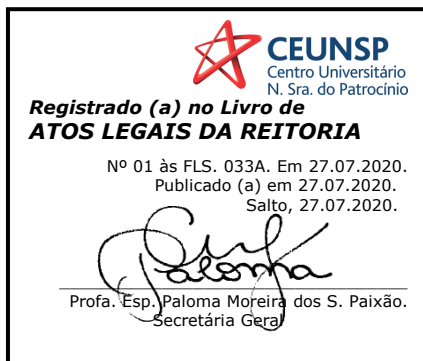 CEUNSP
Centro Universitário
N. Sra. do Patrocínio
Registrado (a) no Livro de
ATOS LEGAIS DA REITORIA
Nº 01 às FLS. 033A. Em 27.07.2020.
Publicado (a) em 27.07.2020.
Salto, 27.07.2020.
Paloma
Profa. Esp. Paloma Moreira dos S. Paixão.
Secretária Geral